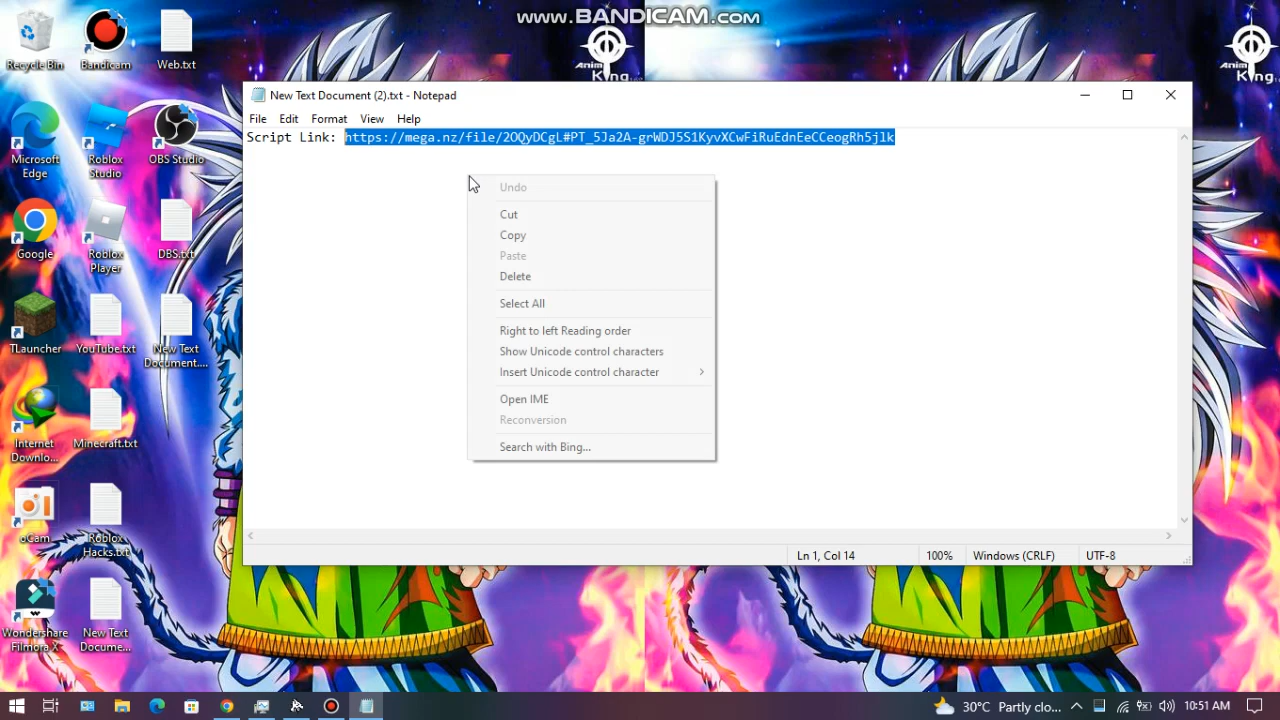 www.BANDICAM.com
Recycle Bin
Bandicam
Web.txt
Microsoft
Edge
Roblox
Studio
OBS Studio
Google
Roblox
Player
DBS.txt
TLauncher
YouTube.txt
New Text
Document....
Internet
Downlo...
Minecraft.txt
oCam
Roblox
Hacks.txt
Wondershare
Filmora X
New Text
Docume...
Anim
King
Anim
King
New Text Document (2).txt - Notepad
File Edit Format View Help
Script Link: https://mega.nz/file/2OQyDCgL#PT_5Ja2A-grWDJ5S1KyvXCwFiRuEdnEeCCeogRh5jlk
Undo
Cut
Copy
Paste
Delete
Select All
Right to left Reading order
Show Unicode control characters
Insert Unicode control character
Open IME
Reconversion
Search with Bing...
Ln 1, Col 14 100% Windows (CRLF) UTF-8
30°C Partly clo... 10:51 AM